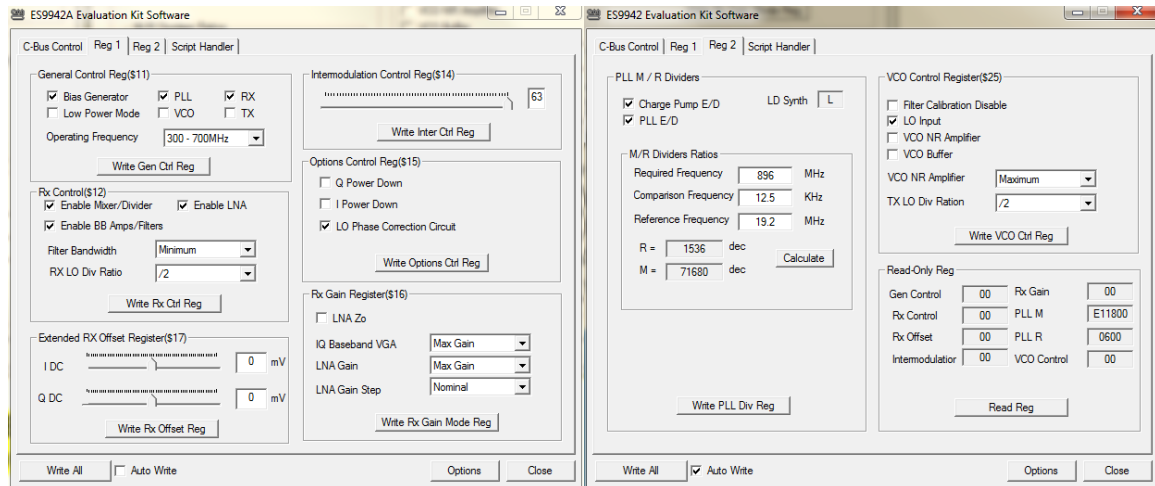 ES9942A Evaluation Kit Software
C-Bus Control Reg 1 Reg 2 Script Handler
General Control Reg($11)
Bias Generator PLL RX
Low Power Mode VCO TX
Operating Frequency 300 - 700MHz
Write Gen Ctrl Reg
Rx Control($12)
Enable Mixer/Divider Enable LNA
Enable BB Amps/Filters
Filter Bandwidth Minimum
RX LO Div Ratio /2
Write Rx Ctrl Reg
Extended RX Offset Register($17)
I DC 0 mV
Q DC 0 mV
Write Rx Offset Reg
Intermodulation Control Reg($14)
63
Write Inter Ctrl Reg
Options Control Reg($15)
Q Power Down
I Power Down
LO Phase Correction Circuit
Write Options Ctrl Reg
Rx Gain Register($16)
LNA Zo
IQ Baseband VGA Max Gain
LNA Gain Max Gain
LNA Gain Step Nominal
Write Rx Gain Mode Reg
Write All Auto Write Options Close
ES9942 Evaluation Kit Software
C-Bus Control Reg 1 Reg 2 Script Handler
PLL M / R Dividers
Charge Pump E/D LD Synth L
PLL E/D
M/R Dividers Ratios
Required Frequency 896 MHz
Comparison Frequency 12.5 KHz
Reference Frequency 19.2 MHz
R = 1536 dec
M = 71680 dec
Calculate
Write PLL Div Reg
VCO Control Register($25)
Filter Calibration Disable
LO Input
VCO NR Amplifier
VCO Buffer
VCO NR Amplifier Maximum
TX LO Div Ration /2
Write VCO Ctrl Reg
Read-Only Reg
Gen Control 00 Rx Gain 00
Rx Control 00 PLL M E11800
Rx Offset 00 PLL R 0600
Intermodulatior 00 VCO Control 00
Read Reg
Write All Auto Write Options Close